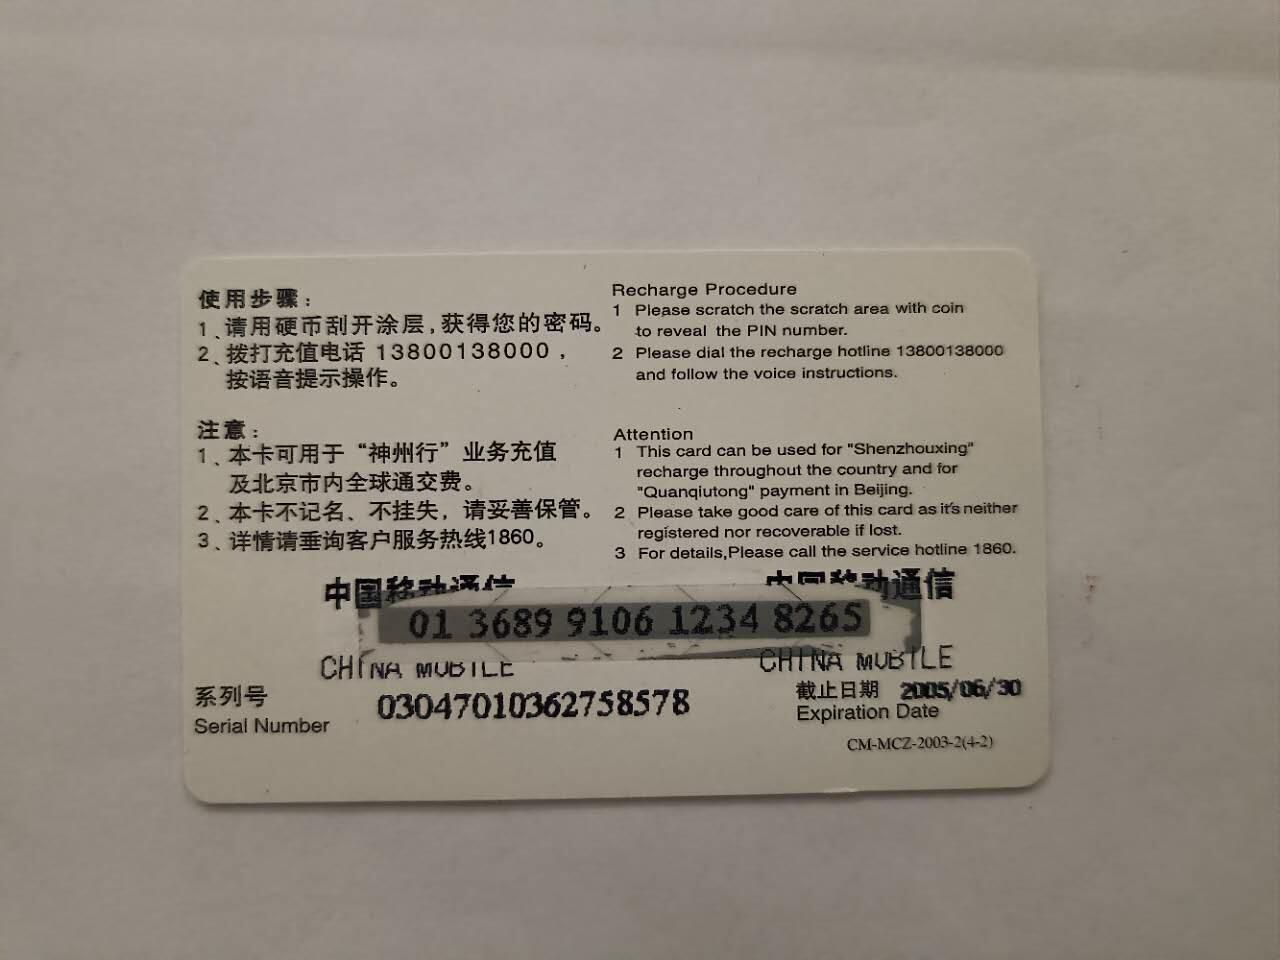 使用步骤：
1、请用硬币刮开涂层,获得您的密码。
2、拨打充值电话 13800138000，
按语音提示操作。
注意：
1、本卡可用于“神州行”业务充值
及北京市内全球通交费。
2、本卡不记名、不挂失，请妥善保管。
3、详情请垂询客户服务热线1860。
Recharge Procedure
1 Please scratch the scratch area with coin
to reveal the PIN number.
2 Please dial the recharge hotline 13800138000
and follow the voice instructions.
Attention
1 This card can be used for "Shenzhouxing"
recharge throughout the country and for
"Quanqiutong" payment in Beijing.
2 Please take good care of this card as it's neither
registered nor recoverable if lost.
3 For details,Please call the service hotline 1860.
中国移动通信 中国移动通信
01 3689 9106 1234 8265
CHINA MOBILE CHINA MOBILE
系列号
Serial Number
03047010362758578
截止日期 2005/06/30
Expiration Date
CM-MCZ-2003-2(4-2)